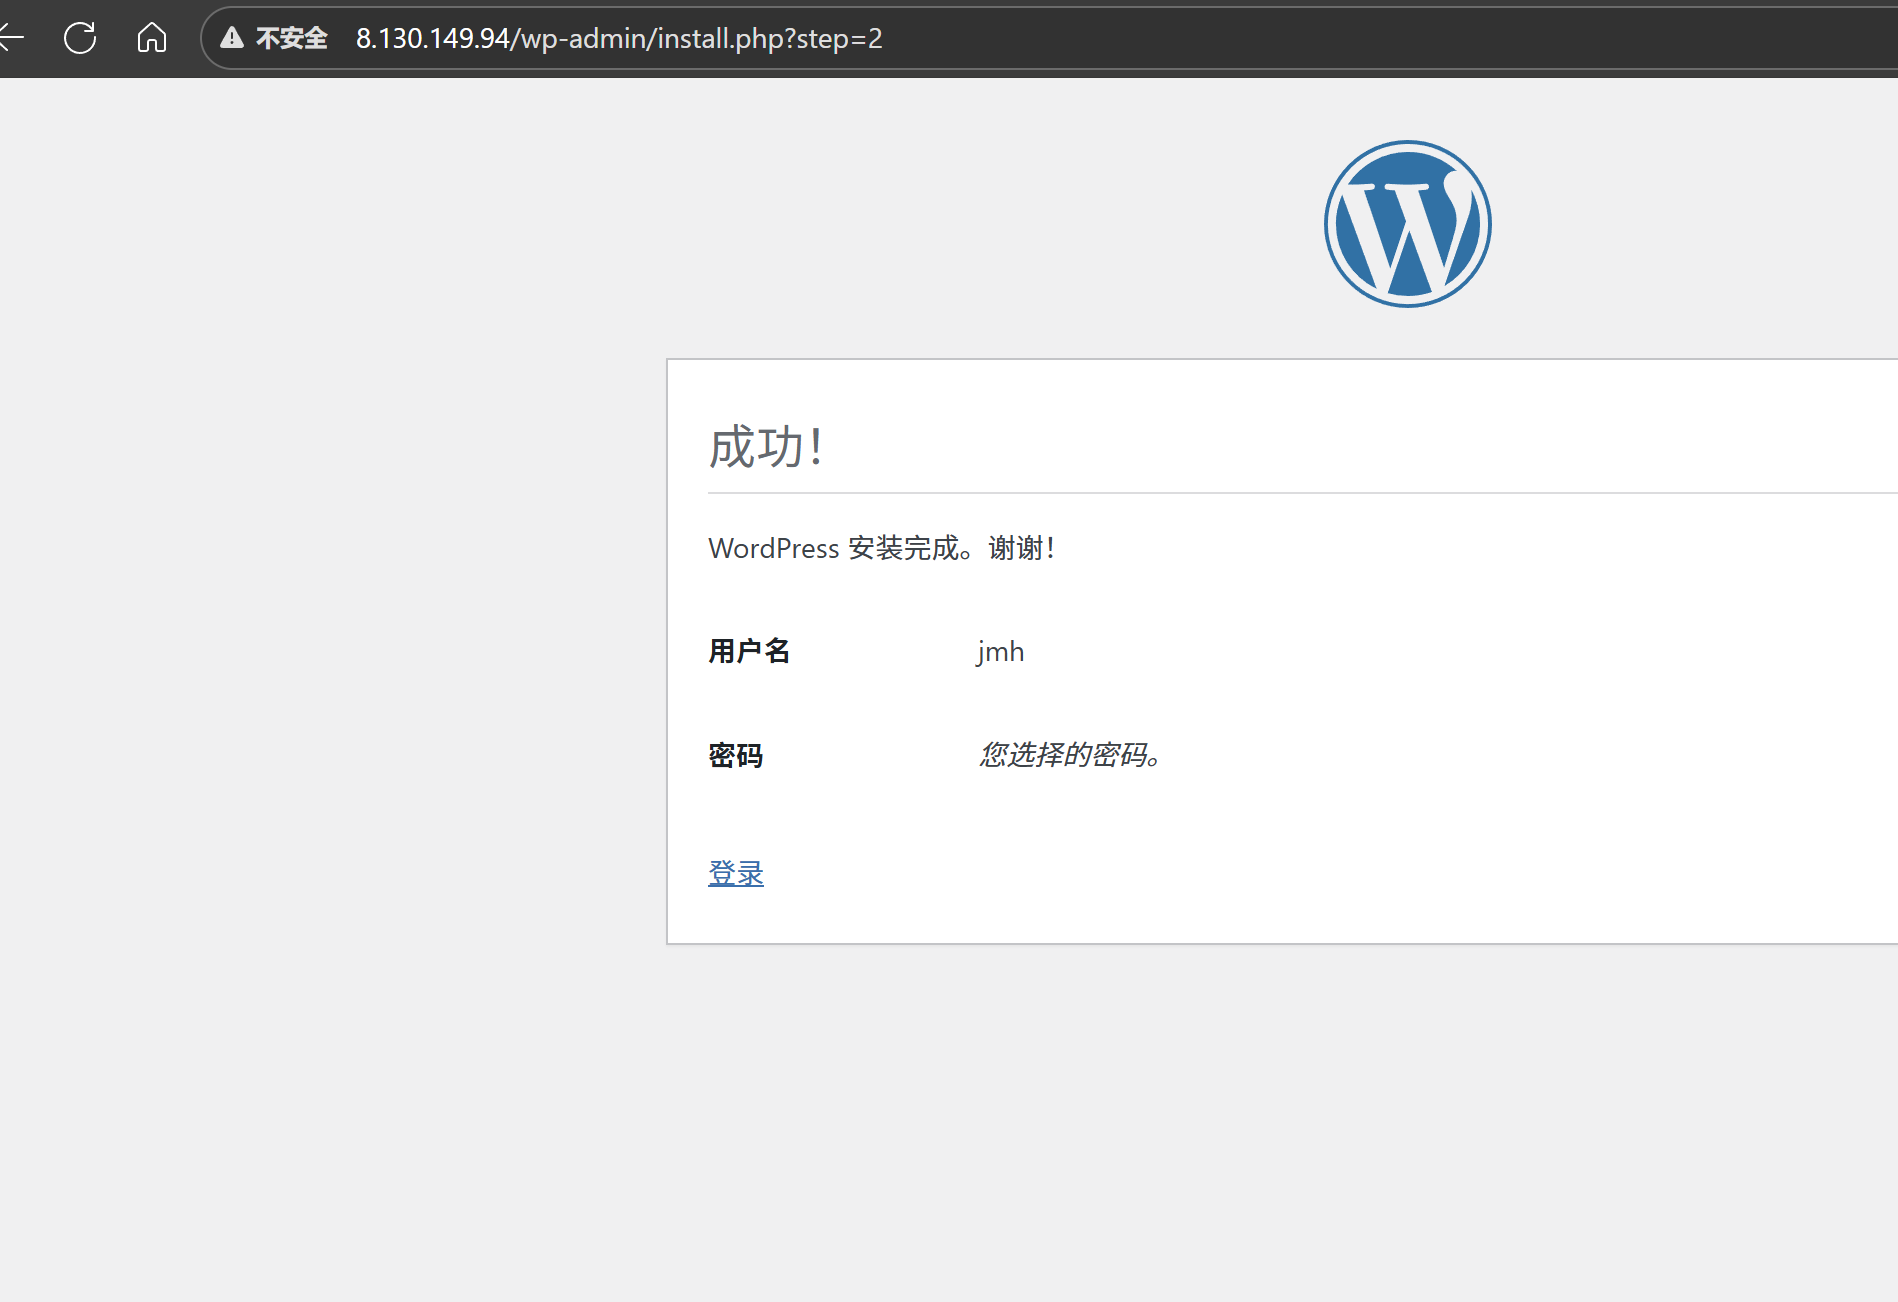 不安全 8.130.149.94/wp-admin/install.php?step=2
成功！
WordPress 安装完成。谢谢！
用户名 jmh
密码 您选择的密码。
登录